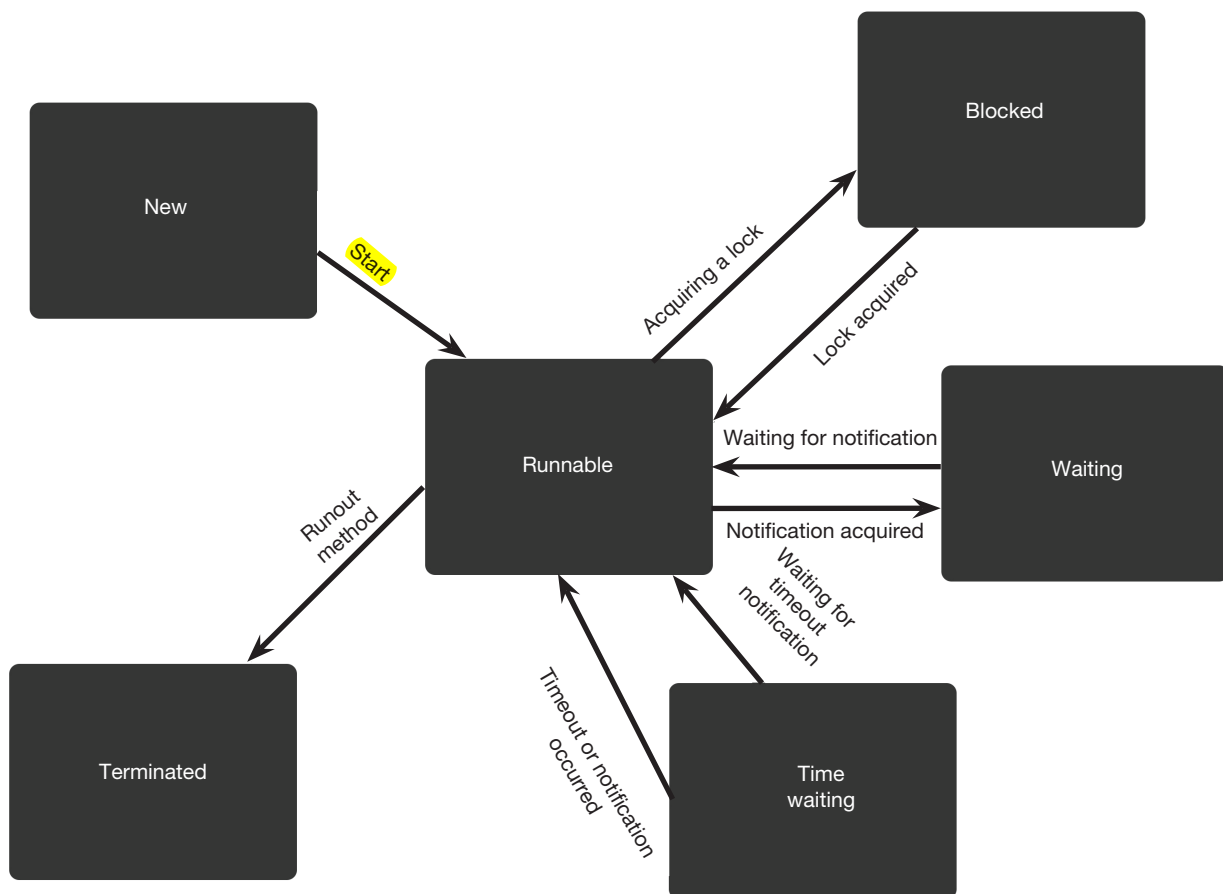 Blocked
New
Start
Acquiring a lock
Lock acquired
Runnable
Waiting for notification
Waiting
Notification acquired
Runout
method
Waiting for
timeout
notification
Timeout or notification
occurred
Terminated
Time
waiting